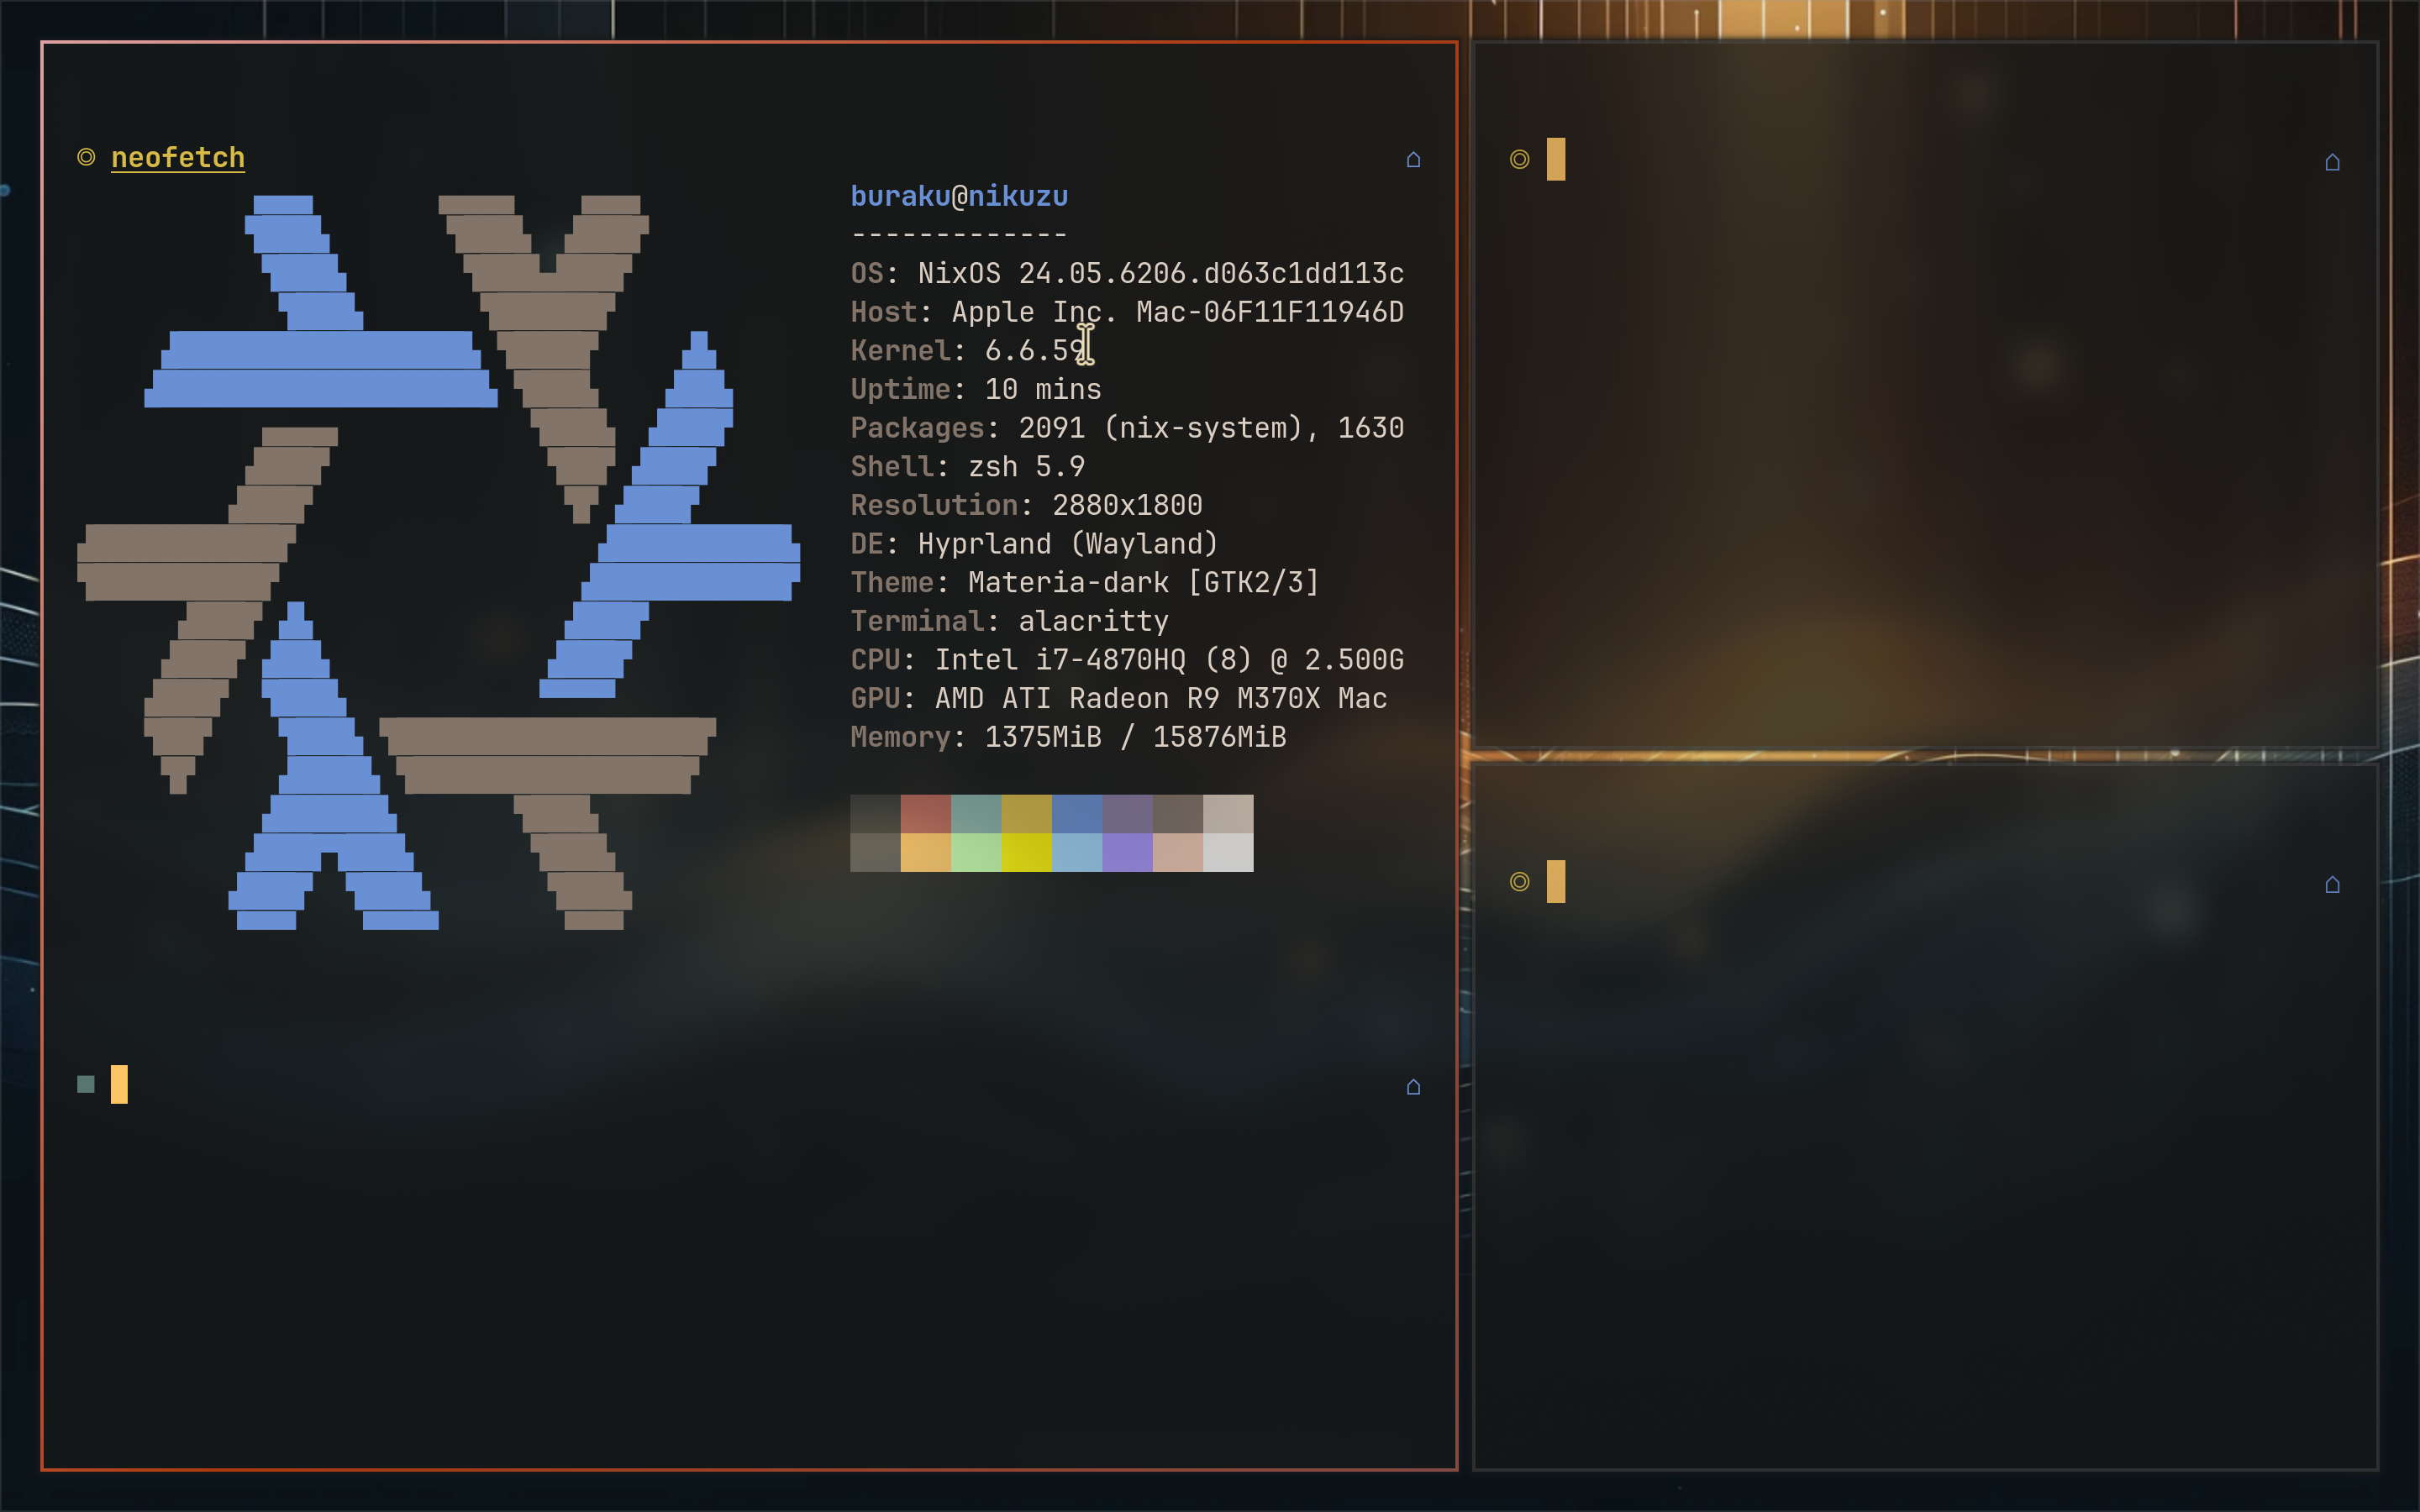 neofetch
buraku@nikuzu
-------------
OS: NixOS 24.05.6206.d063c1dd113c
Host: Apple Inc. Mac-06F11F11946D
Kernel: 6.6.59
Uptime: 10 mins
Packages: 2091 (nix-system), 1630
Shell: zsh 5.9
Resolution: 2880x1800
DE: Hyprland (Wayland)
Theme: Materia-dark [GTK2/3]
Terminal: alacritty
CPU: Intel i7-4870HQ (8) @ 2.500G
GPU: AMD ATI Radeon R9 M370X Mac
Memory: 1375MiB / 15876MiB